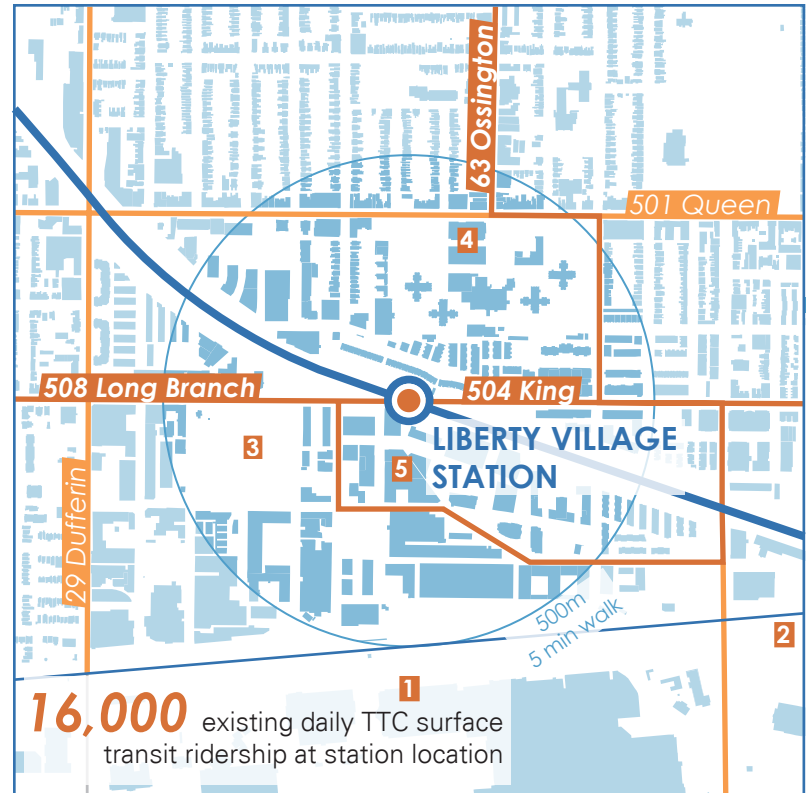 63 Ossington
501 Queen
4
508 Long Branch
504 King
LIBERTY VILLAGE
STATION
3
5
29 Dufferin
500m
5 min walk
2
1
16,000 existing daily TTC surface
transit ridership at station location